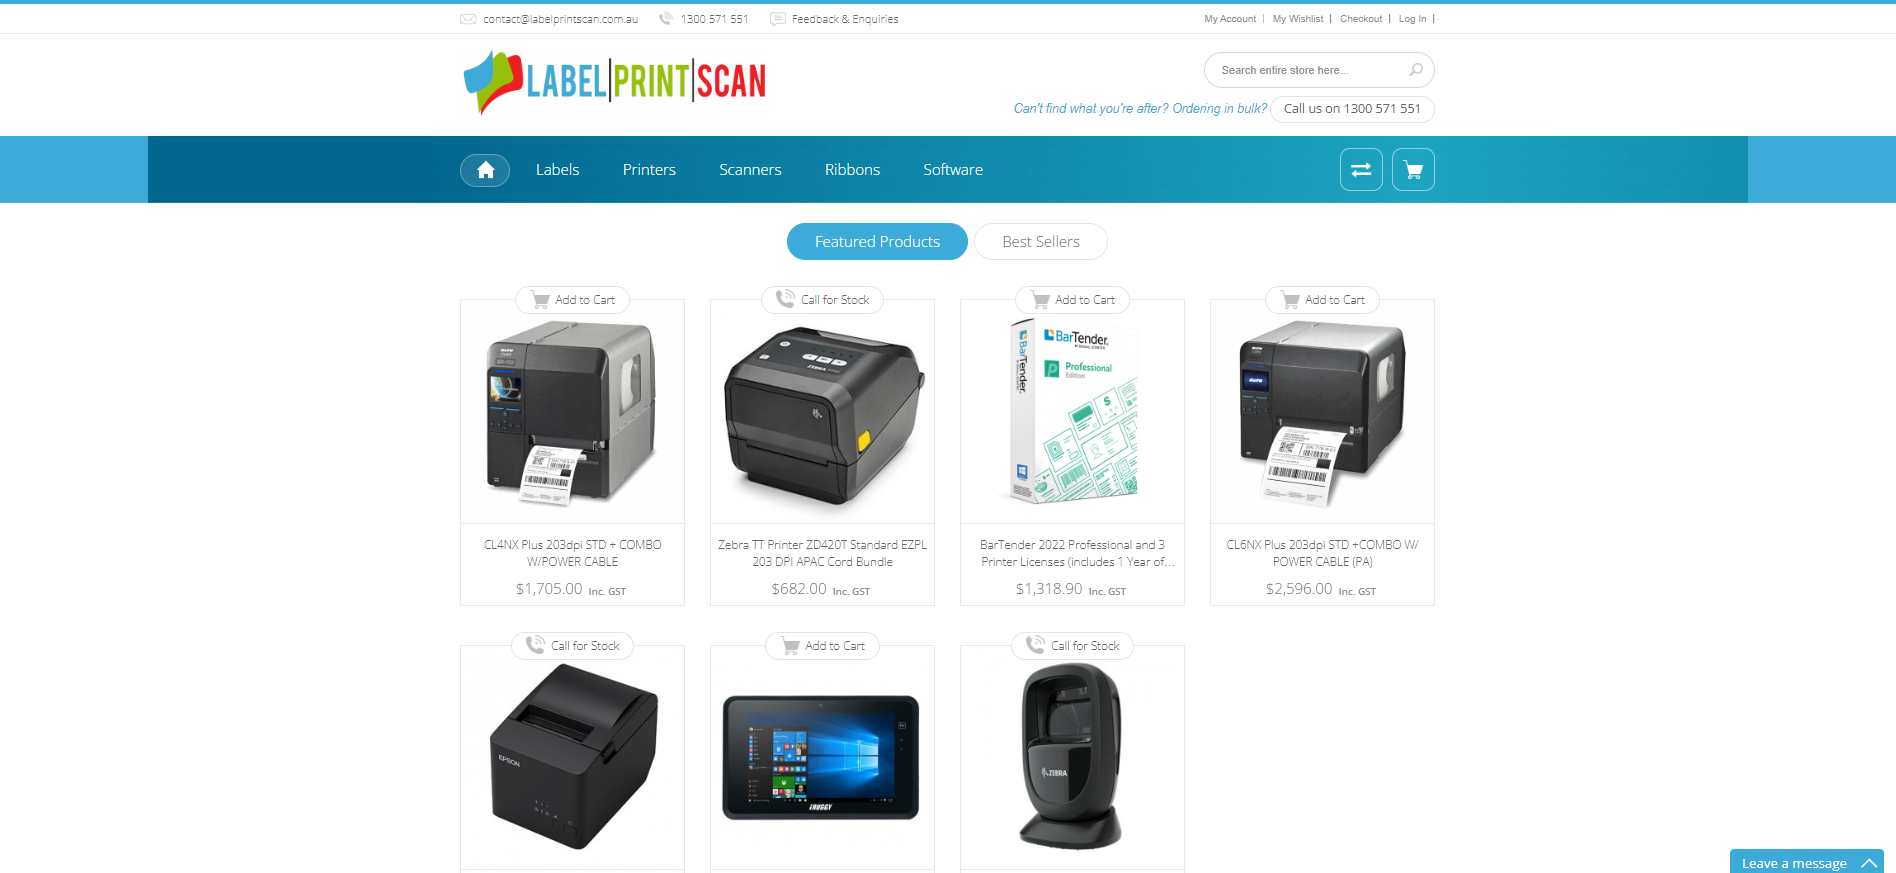 contact@labelprintscan.com.au 1300 571 551 Feedback & Enquiries
My Account | My Wishlist | Checkout | Log In |
LABEL|PRINT|SCAN
Search entire store here...
Can't find what you're after? Ordering in bulk? Call us on 1300 571 551
Labels Printers Scanners Ribbons Software
Featured Products Best Sellers
Add to Cart
Call for Stock
Add to Cart
Add to Cart
ZEBRA
BarTender
BarTender
Professional
Edition
SATO
CL4NX Plus 203dpi STD + COMBO
W/POWER CABLE
$1,705.00 Inc. GST
Zebra TT Printer ZD420T Standard EZPL
203 DPI APAC Cord Bundle
$682.00 Inc. GST
BarTender 2022 Professional and 3
Printer Licenses (includes 1 Year of...
$1,318.90 Inc. GST
CL6NX Plus 203dpi STD +COMBO W/
POWER CABLE (PA)
$2,596.00 Inc. GST
Call for Stock
Add to Cart
Call for Stock
EPSON
RUGGY
ZEBRA
Leave a message